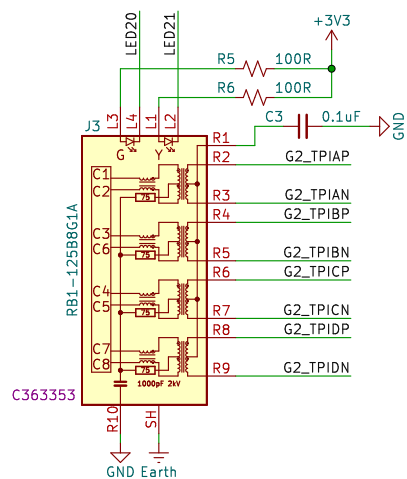 LED20
LED21
+3V3
R5
100R
R6
100R
C3
0.1uF
GND
J3
L3
L4
L1
L2
G
Y
R1
R2
G2_TPIAP
C1
C2
75
R3
G2_TPIAN
R4
G2_TPIBP
C3
C6
75
R5
G2_TPIBN
R6
G2_TPICP
C4
C5
75
R7
G2_TPICN
R8
G2_TPIDP
C7
C8
75
R9
G2_TPIDN
RB1-125B8G1A
1000pF 2kV
C363353
R10
SH
GND
Earth